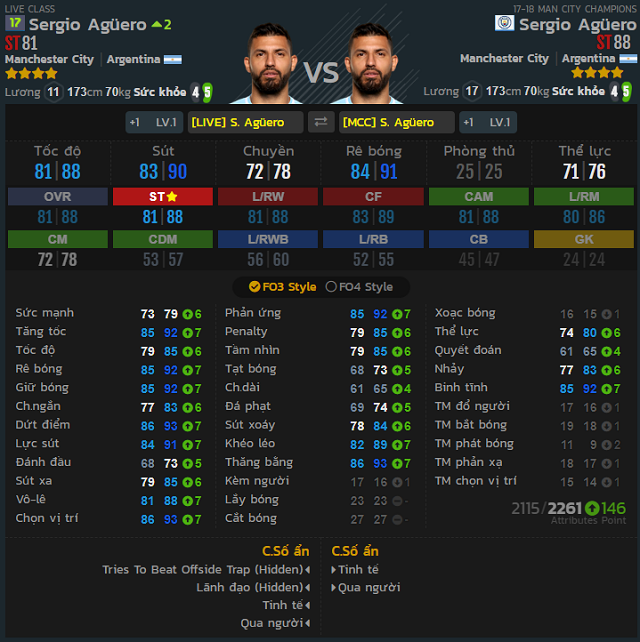 LIVE CLASS
17 Sergio Agüero 2
ST 81
Manchester City Argentina
Lương 11 173cm 70kg Sức khỏe 4 5
VS
17-18 MAN CITY CHAMPIONS
Sergio Agüero
ST 88
Manchester City Argentina
Lương 17 173cm 70kg Sức khỏe 4 5
+1 LV.1 [LIVE] S. Agüero [MCC] S. Agüero +1 LV.1
Tốc độ Sút Chuyền Rê bóng Phòng thủ Thể lực
81|88 83|90 72|78 84|91 25|25 71|76
OVR ST L/RW CF CAM L/RM
81|88 81|88 81|88 83|89 81|88 80|86
CM CDM L/RWB L/RB CB GK
72|78 53|57 56|60 52|55 45|47 24|24
FO3 Style FO4 Style
Sức mạnh 73 79 6
Tăng tốc 85 92 7
Tốc độ 79 85 6
Rê bóng 85 92 7
Giữ bóng 85 92 7
Ch.ngắn 77 83 6
Dứt điểm 86 93 7
Lực sút 84 91 7
Đánh đầu 68 73 5
Sút xa 79 85 6
Vô-lê 81 88 7
Chọn vị trí 86 93 7
Phản ứng 85 92 7
Penalty 79 85 6
Tầm nhìn 79 85 6
Tạt bóng 68 73 5
Ch.dài 61 65 4
Đá phạt 69 74 5
Sút xoáy 78 84 6
Khéo léo 82 89 7
Thăng bằng 86 93 7
Kèm người 17 16 1
Lấy bóng 23 23 -
Cắt bóng 27 27 -
Xoạc bóng 16 15 1
Thể lực 74 80 6
Quyết đoán 61 65 4
Nhảy 77 83 6
Bình tĩnh 85 92 7
TM đổ người 17 16 1
TM bắt bóng 19 18 1
TM phát bóng 11 9 2
TM phản xạ 18 17 1
TM chọn vị trí 15 14 1
2115/2261 146
Attributes Point
C.Số ẩn
Tries To Beat Offside Trap (Hidden)
Lãnh đạo (Hidden)
Tinh tế
Qua người
C.Số ẩn
Tinh tế
Qua người